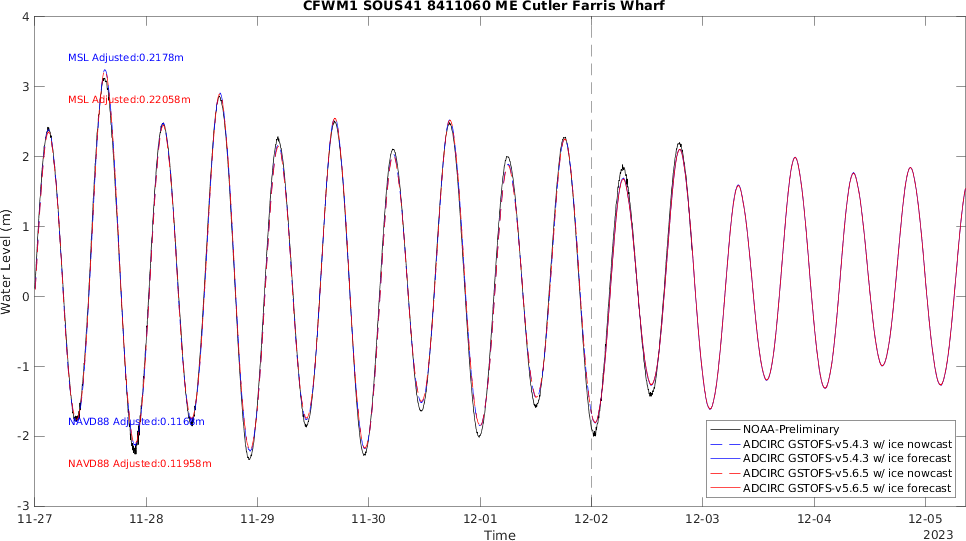 CFWM1 SOUS41 8411060 ME Cutler Farris Wharf
4
3
2
1
0
-1
-2
-3
Water Level (m)
MSL Adjusted:0.2178m
MSL Adjusted:0.22058m
NAVD88 Adjusted:0.11958m
NOAA-Preliminary
ADCIRC GSTOFS-v5.4.3 w/ ice nowcast
ADCIRC GSTOFS-v5.4.3 w/ ice forecast
ADCIRC GSTOFS-v5.6.5 w/ ice nowcast
ADCIRC GSTOFS-v5.6.5 w/ ice forecast
11-27 11-28 11-29 11-30 12-01 12-02 12-03 12-04 12-05
Time
2023